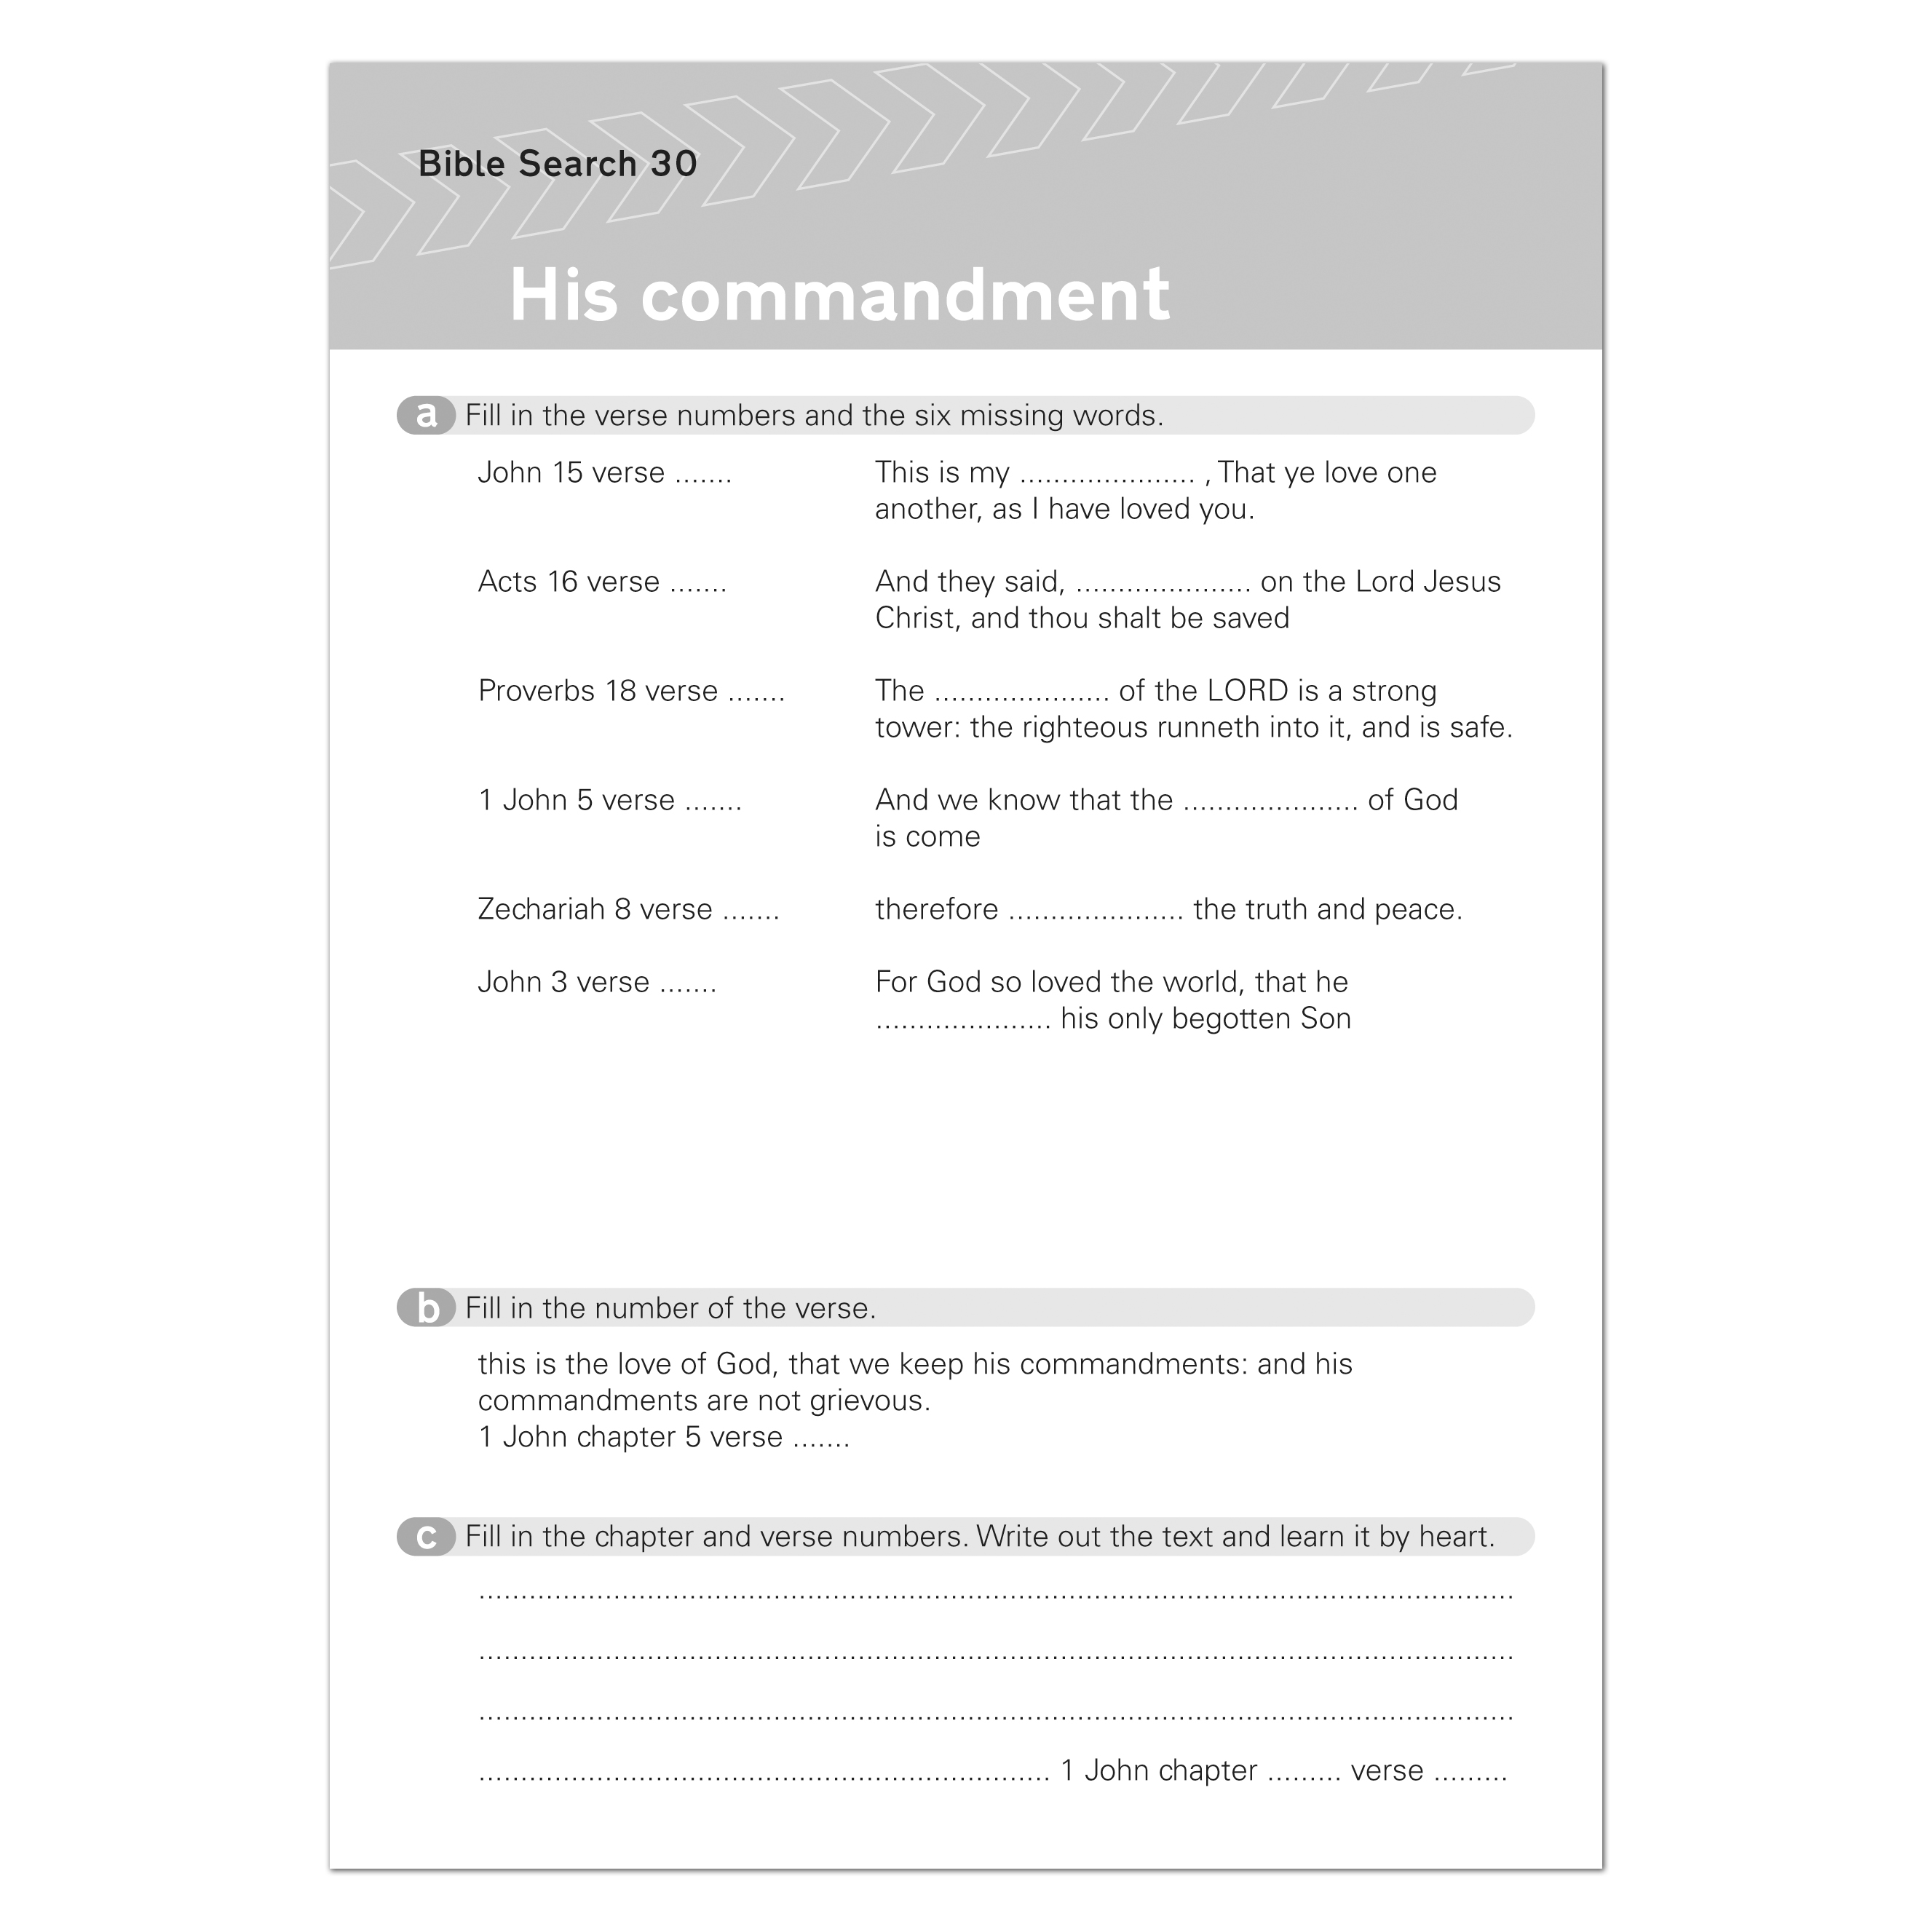 Bible Search 30
His commandment
a Fill in the verse numbers and the six missing words.
John 15 verse ....... This is my ..................... , That ye love one
another, as I have loved you.
Acts 16 verse ....... And they said, ..................... on the Lord Jesus
Christ, and thou shalt be saved
Proverbs 18 verse ....... The ..................... of the LORD is a strong
tower: the righteous runneth into it, and is safe.
1 John 5 verse ....... And we know that the ..................... of God
is come
Zechariah 8 verse ....... therefore ..................... the truth and peace.
John 3 verse ....... For God so loved the world, that he
..................... his only begotten Son
b Fill in the number of the verse.
this is the love of God, that we keep his commandments: and his
commandments are not grievous.
1 John chapter 5 verse .......
c Fill in the chapter and verse numbers. Write out the text and learn it by heart.
1 John chapter ......... verse .........